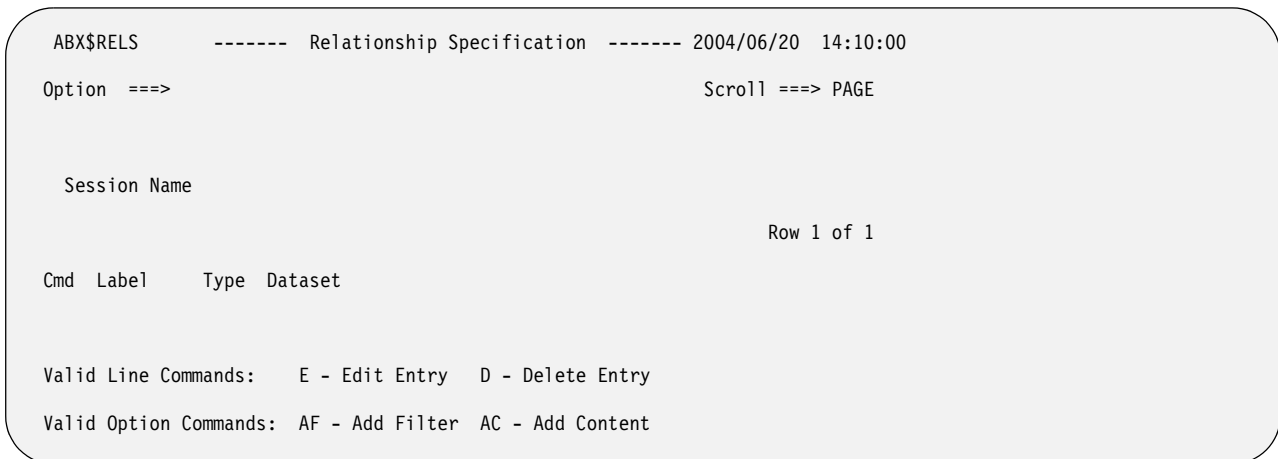 ABX$RELS ------- Relationship Specification ------- 2004/06/20 14:10:00
Option ===> Scroll ===> PAGE
Session Name
Row 1 of 1
Cmd Label Type Dataset
Valid Line Commands: E - Edit Entry D - Delete Entry
Valid Option Commands: AF - Add Filter AC - Add Content